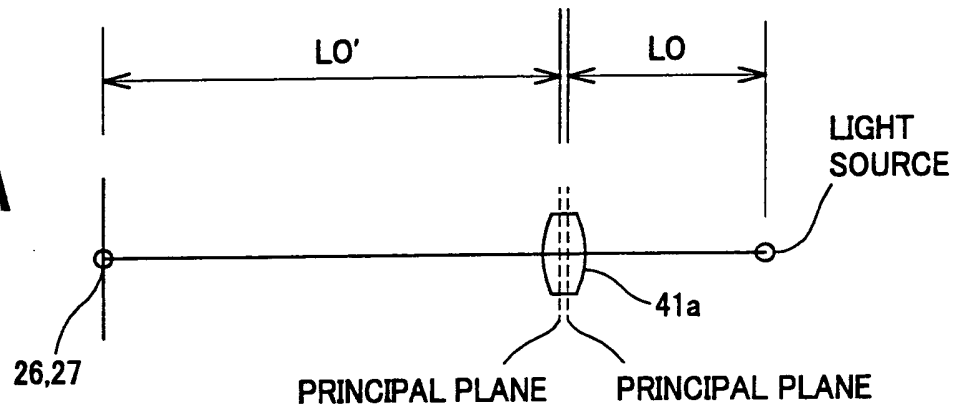 LO' LO
LIGHT
SOURCE
A
41a
26,27
PRINCIPAL PLANE PRINCIPAL PLANE